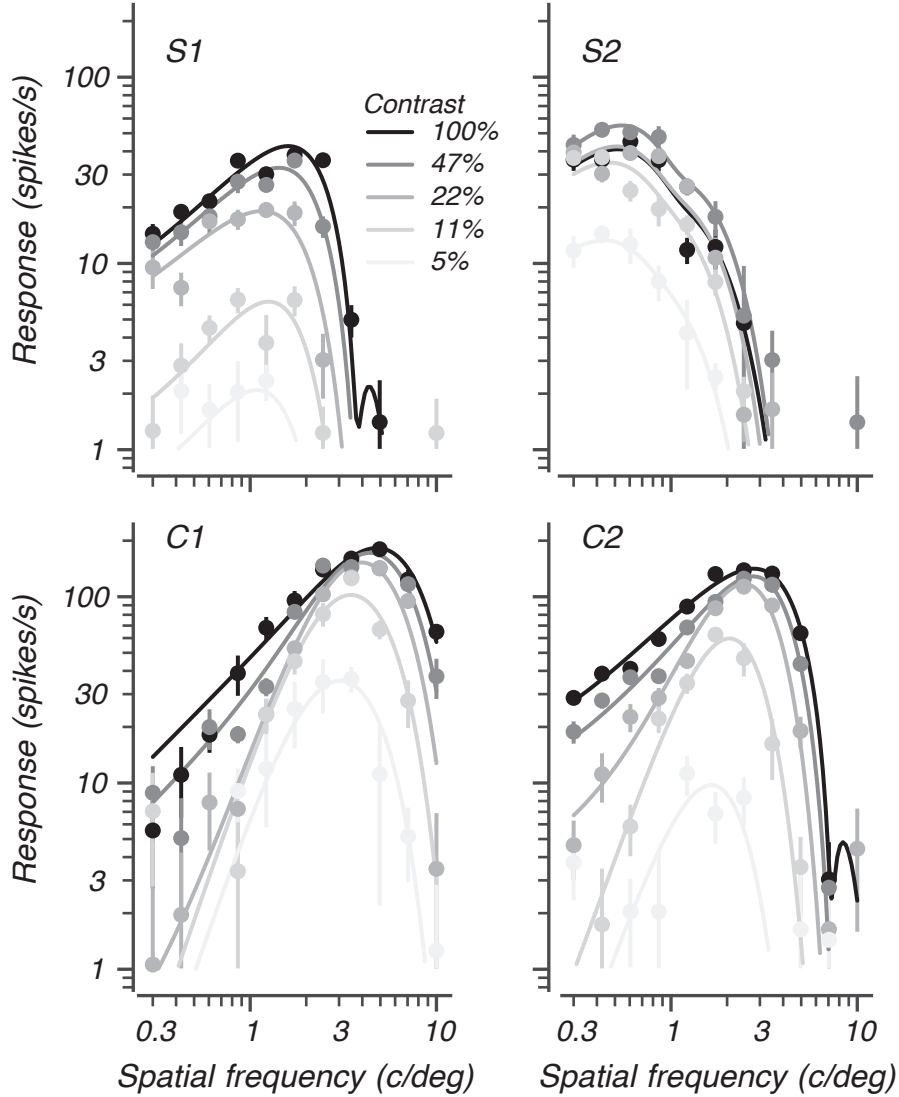 S1
S2
Response (spikes/s)
100
30
10
3
1
Contrast
100%
47%
22%
11%
5%
C1
C2
Response (spikes/s)
100
30
10
3
1
0.3 1 3 10
0.3 1 3 10
Spatial frequency (c/deg)
Spatial frequency (c/deg)